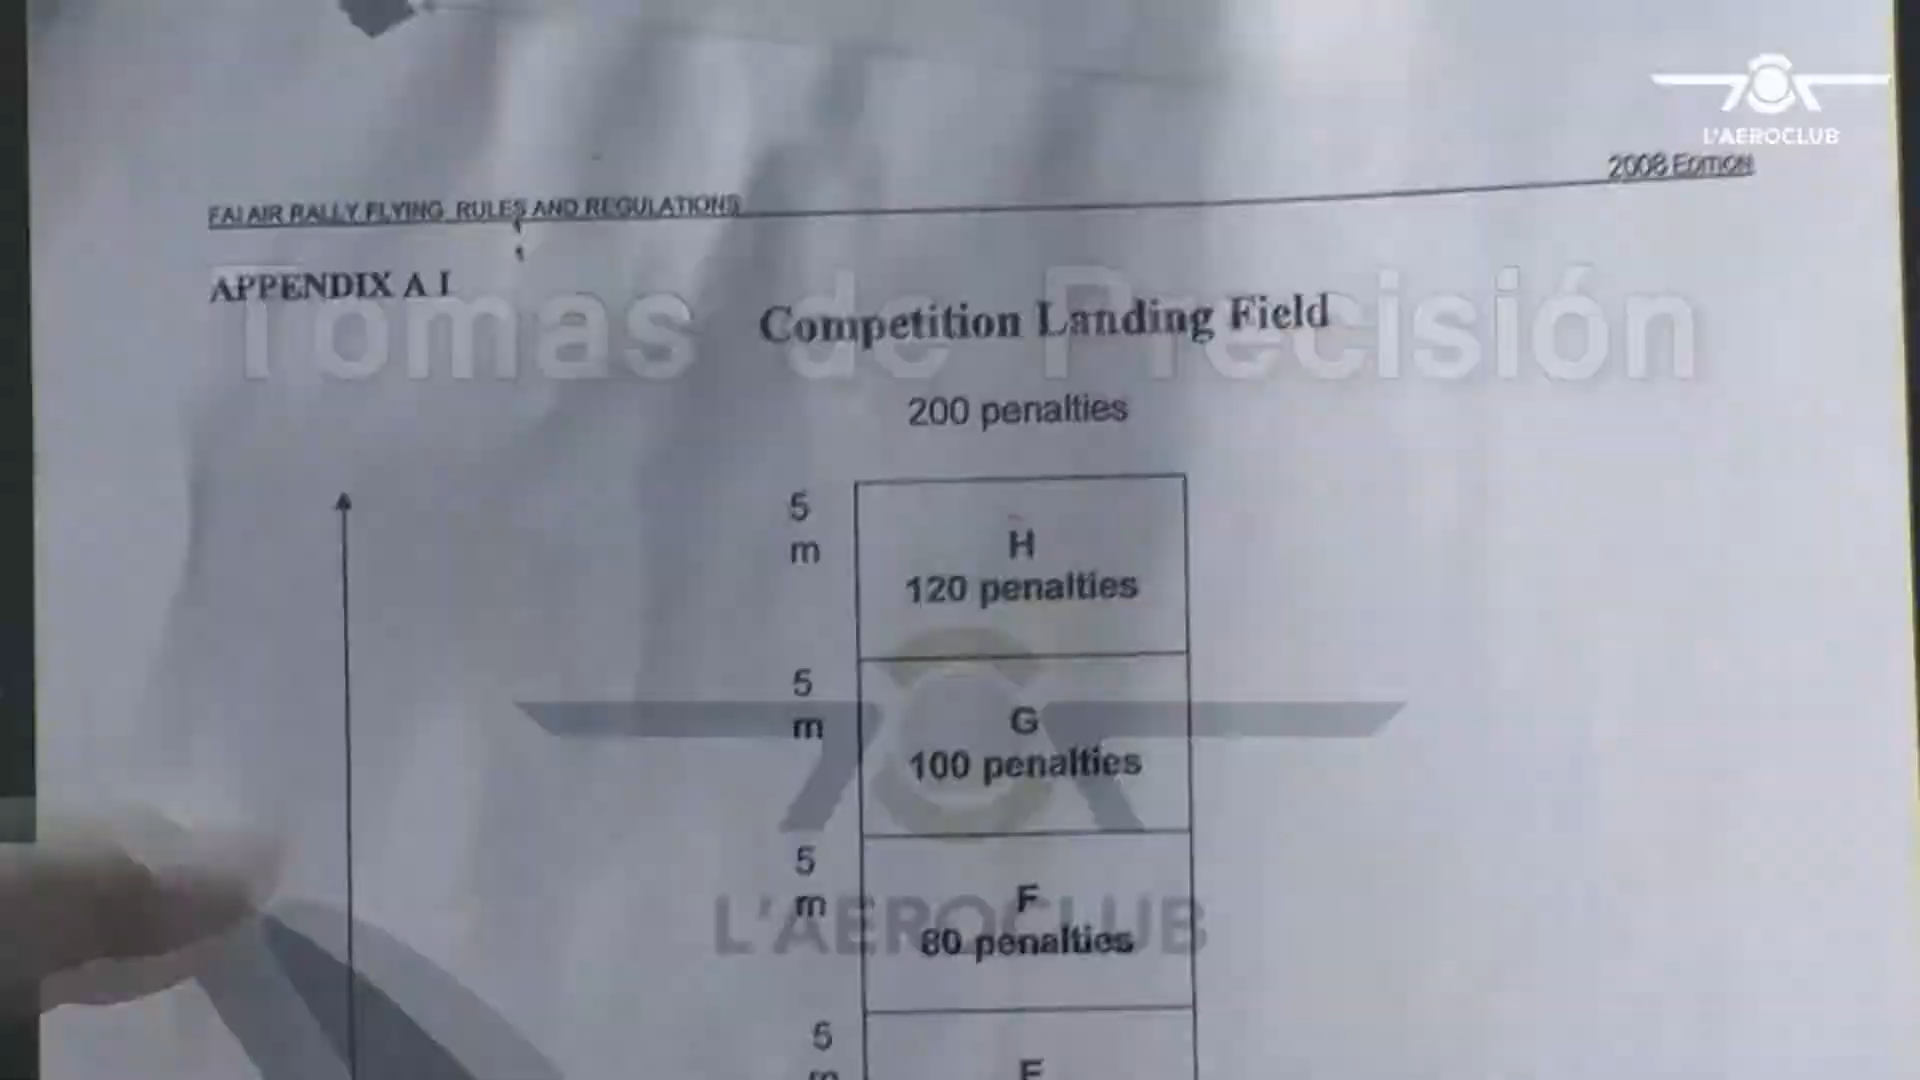 L'AEROCLUB
2008 EDITION
FAI AIR RALLY FLYING RULES AND REGULATIONS
APPENDIX A I
Tomas de Precisión
Competition Landing Field
200 penalties
5
m
H
120 penalties
5
m
G
100 penalties
5
m
F
80 penalties
L'AEROCLUB
5
m
E